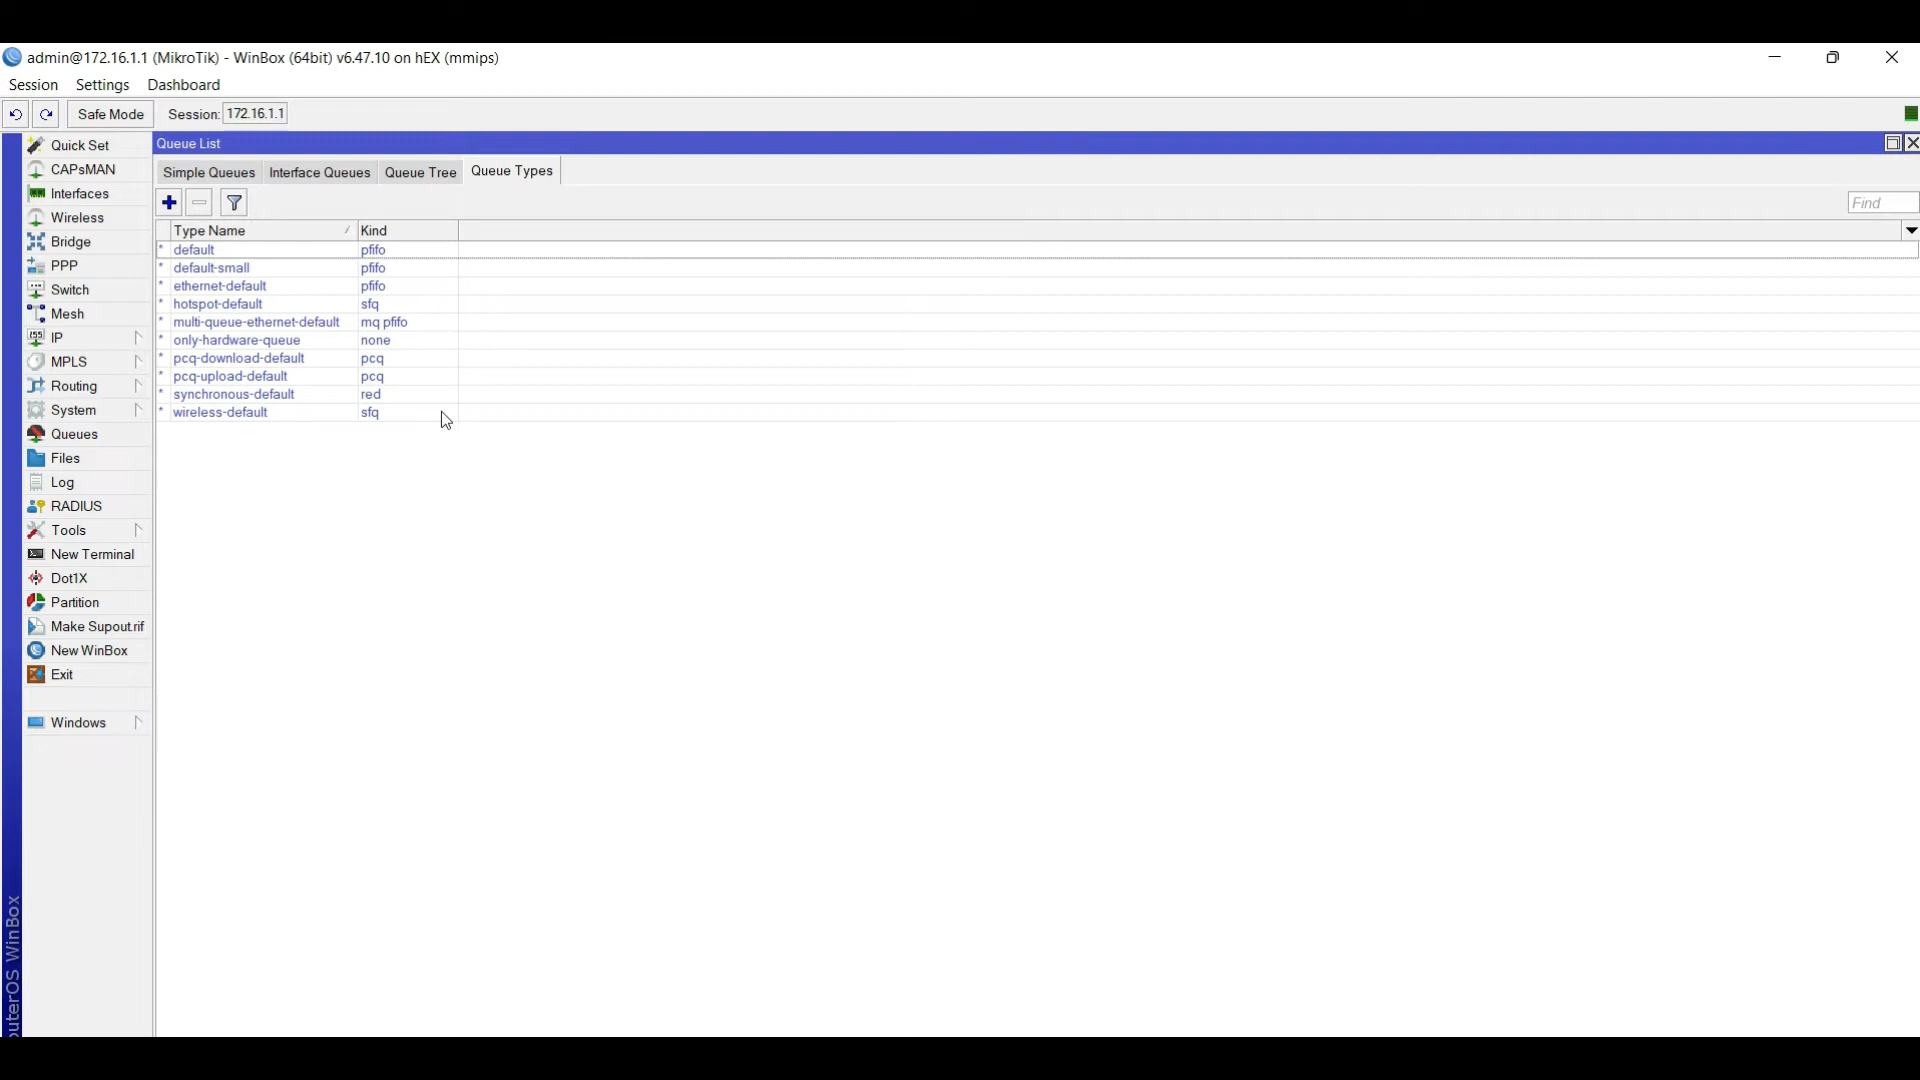 admin@172.16.1.1 (MikroTik) - WinBox (64bit) v6.47.10 on hEX (mmips)
Session Settings Dashboard
Safe Mode Session: 172.16.1.1
Queue List
Simple Queues Interface Queues Queue Tree Queue Types
Find
Type Name Kind
* default pfifo
* default-small pfifo
* ethernet-default pfifo
* hotspot-default sfq
* multi-queue-ethernet-default mq pfifo
* only-hardware-queue none
* pcq-download-default pcq
* pcq-upload-default pcq
* synchronous-default red
* wireless-default sfq
Quick Set
CAPsMAN
Interfaces
Wireless
Bridge
PPP
Switch
Mesh
IP
MPLS
Routing
System
Queues
Files
Log
RADIUS
Tools
New Terminal
Dot1X
Partition
Make Supout.rif
New WinBox
Exit
Windows
outerOS WinBox